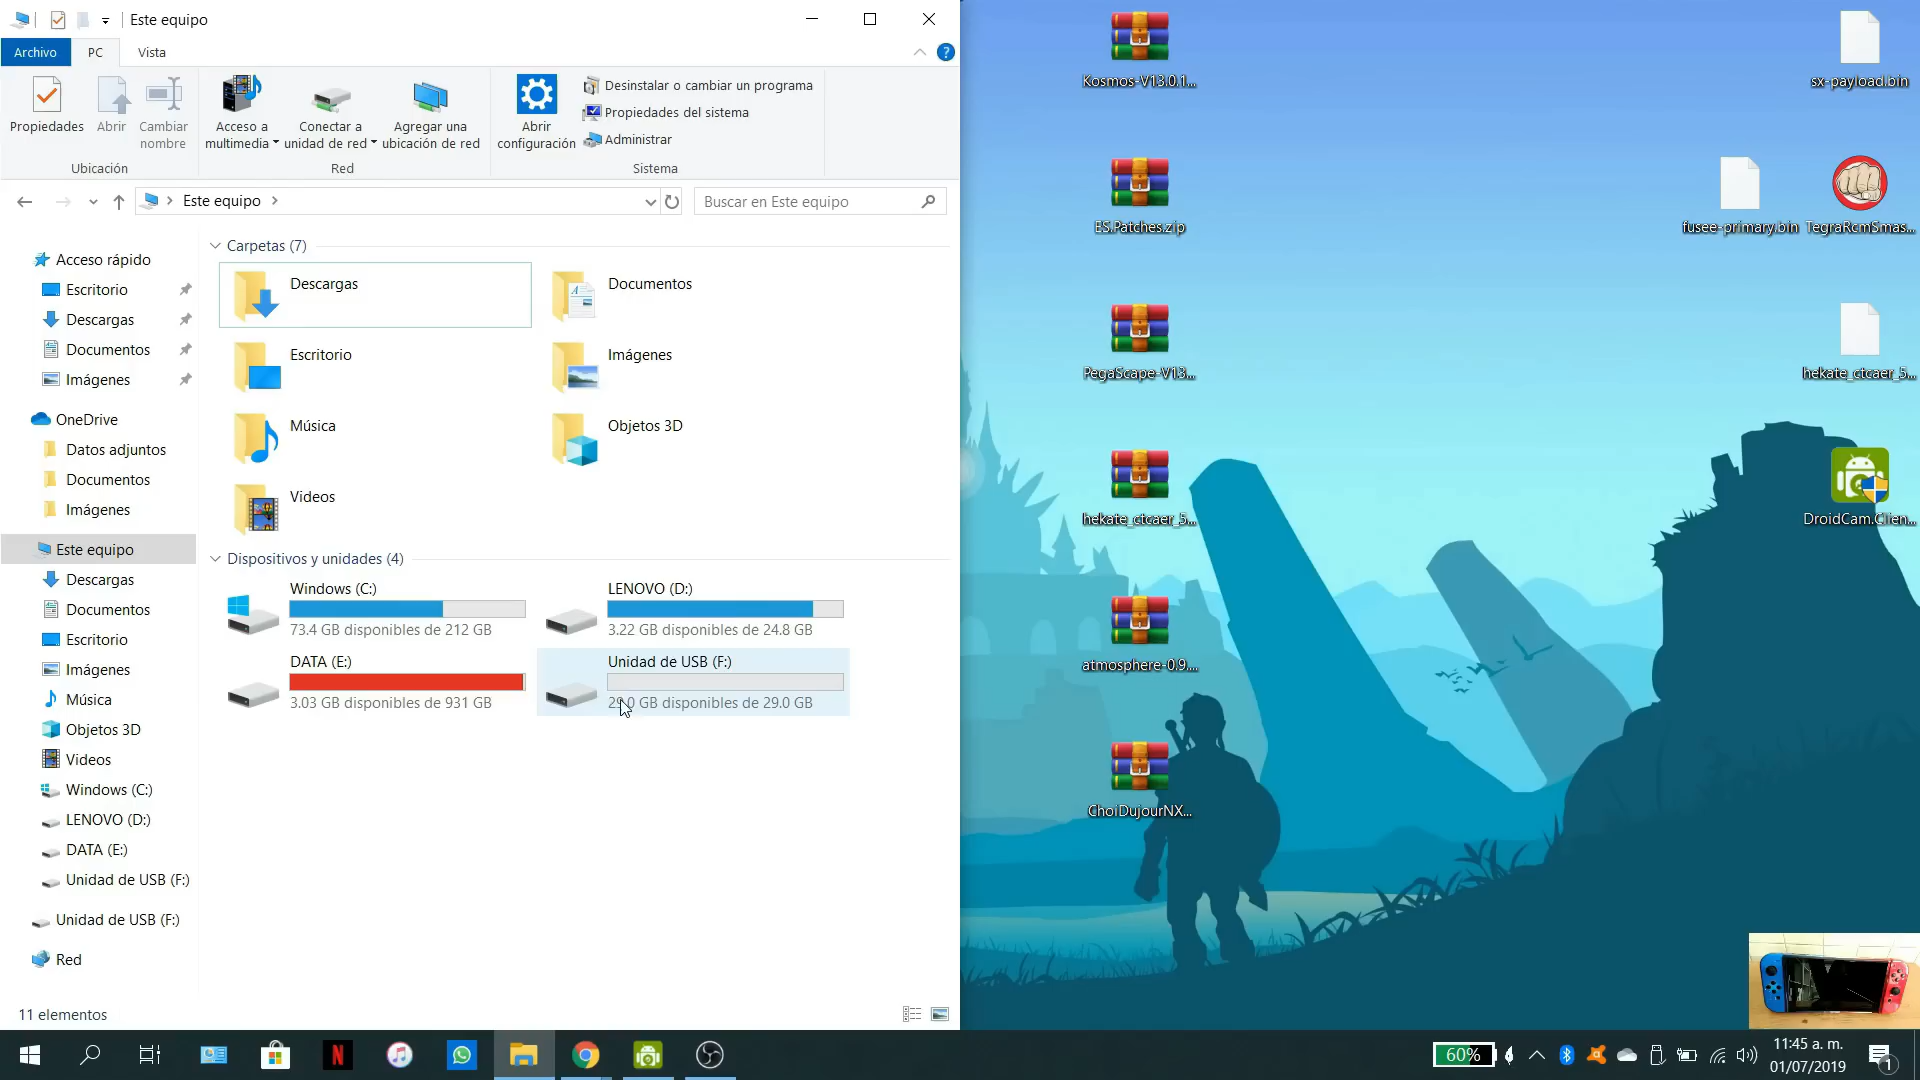 Este equipo
Archivo
PC
Vista
Propiedades
Abrir
Cambiar
nombre
Ubicación
Acceso a
multimedia
Conectar a
unidad de red
Agregar una
ubicación de red
Red
Abrir
configuración
Desinstalar o cambiar un programa
Propiedades del sistema
Administrar
Sistema
Este equipo
Buscar en Este equipo
Acceso rápido
Escritorio
Descargas
Documentos
Imágenes
OneDrive
Datos adjuntos
Documentos
Imágenes
Este equipo
Descargas
Documentos
Escritorio
Imágenes
Música
Objetos 3D
Videos
Windows (C:)
LENOVO (D:)
DATA (E:)
Unidad de USB (F:)
Unidad de USB (F:)
Red
Carpetas (7)
Descargas
Documentos
Escritorio
Imágenes
Música
Objetos 3D
Videos
Dispositivos y unidades (4)
Windows (C:)
73.4 GB disponibles de 212 GB
LENOVO (D:)
3.22 GB disponibles de 24.8 GB
DATA (E:)
3.03 GB disponibles de 931 GB
Unidad de USB (F:)
29.0 GB disponibles de 29.0 GB
11 elementos
Kosmos-V13.0.1...
ES.Patches.zip
PegaScape-V13...
hekate_ctcaer_5...
atmosphere-0.9....
ChoiDujourNX...
sx-payload.bin
fusee-primary.bin
TegraRcmSmas...
hekate_ctcaer_5...
DroidCam.Clien...
60%
11:45 a. m.
01/07/2019
1